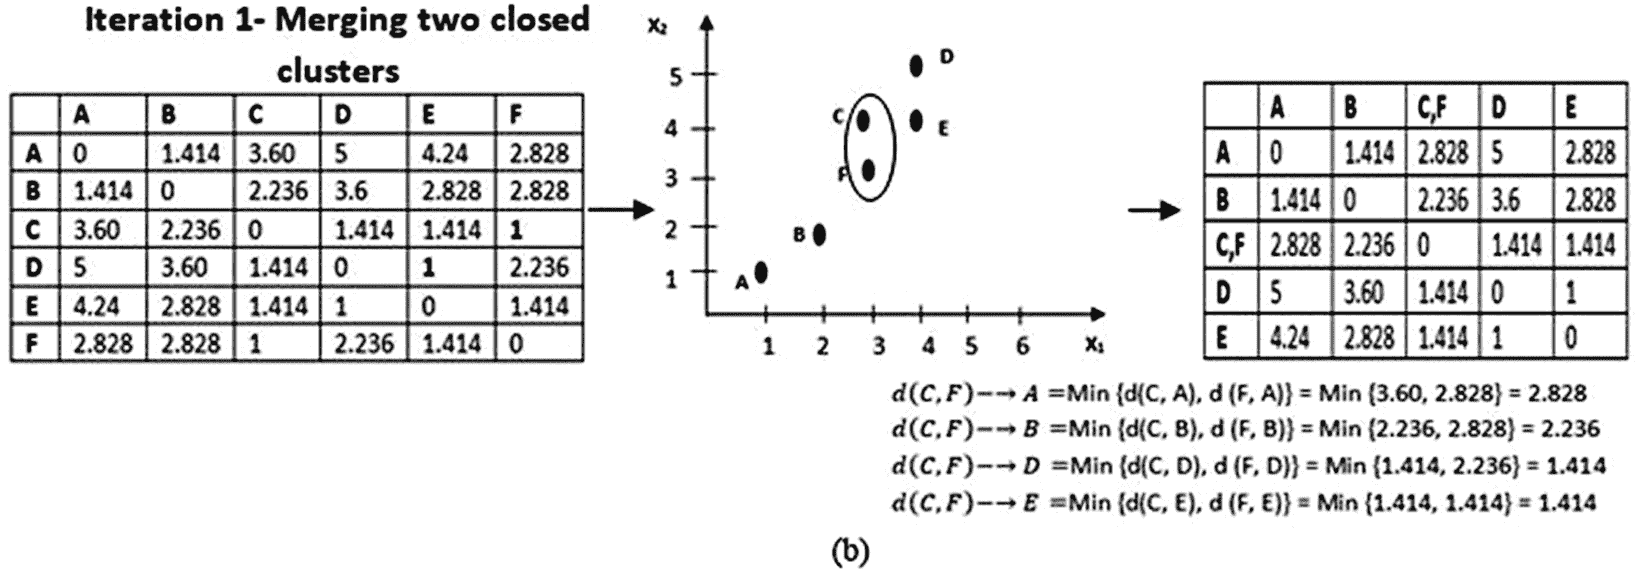 Iteration 1- Merging two closed
clusters
A B C D E F
A 0 1.414 3.60 5 4.24 2.828
B 1.414 0 2.236 3.6 2.828 2.828
C 3.60 2.236 0 1.414 1.414 1
D 5 3.60 1.414 0 1 2.236
E 4.24 2.828 1.414 1 0 1.414
F 2.828 2.828 1 2.236 1.414 0
X₂
5
4
3
2
1
D
C
E
F
B
A
1 2 3 4 5 6 X₁
A B C,F D E
A 0 1.414 2.828 5 2.828
B 1.414 0 2.236 3.6 2.828
C,F 2.828 2.236 0 1.414 1.414
D 5 3.60 1.414 0 1
E 4.24 2.828 1.414 1 0
d(C,F)--→ A =Min {d(C, A), d (F, A)} = Min {3.60, 2.828} = 2.828
d(C,F)--→ B =Min {d(C, B), d (F, B)} = Min {2.236, 2.828} = 2.236
d(C,F)--→ D =Min {d(C, D), d (F, D)} = Min {1.414, 2.236} = 1.414
d(C,F)--→ E =Min {d(C, E), d (F, E)} = Min {1.414, 1.414} = 1.414
(b)